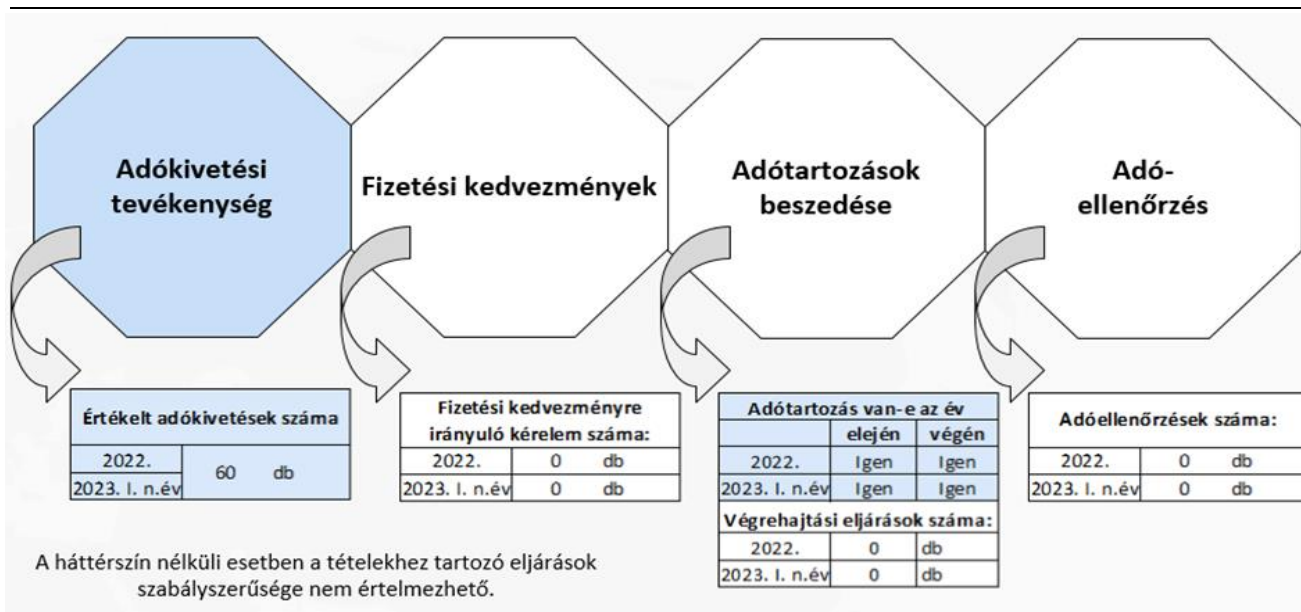 Adókivetési
tevékenység
Fizetési kedvezmények
Adótartozások
beszedése
Adó-
ellenőrzés
Értékelt adókivetések száma
2022.
2023. I. n.év
60 db
Fizetési kedvezményre
irányuló kérelem száma:
2022. 0 db
2023. I. n.év 0 db
Adótartozás van-e az év
elején végén
2022. Igen Igen
2023. I. n.év Igen Igen
Végrehajtási eljárások száma:
2022. 0 db
2023. I. n.év 0 db
Adóellenőrzések száma:
2022. 0 db
2023. I. n.év 0 db
A háttérszín nélküli esetben a tételekhez tartozó eljárások
szabályszerűsége nem értelmezhető.